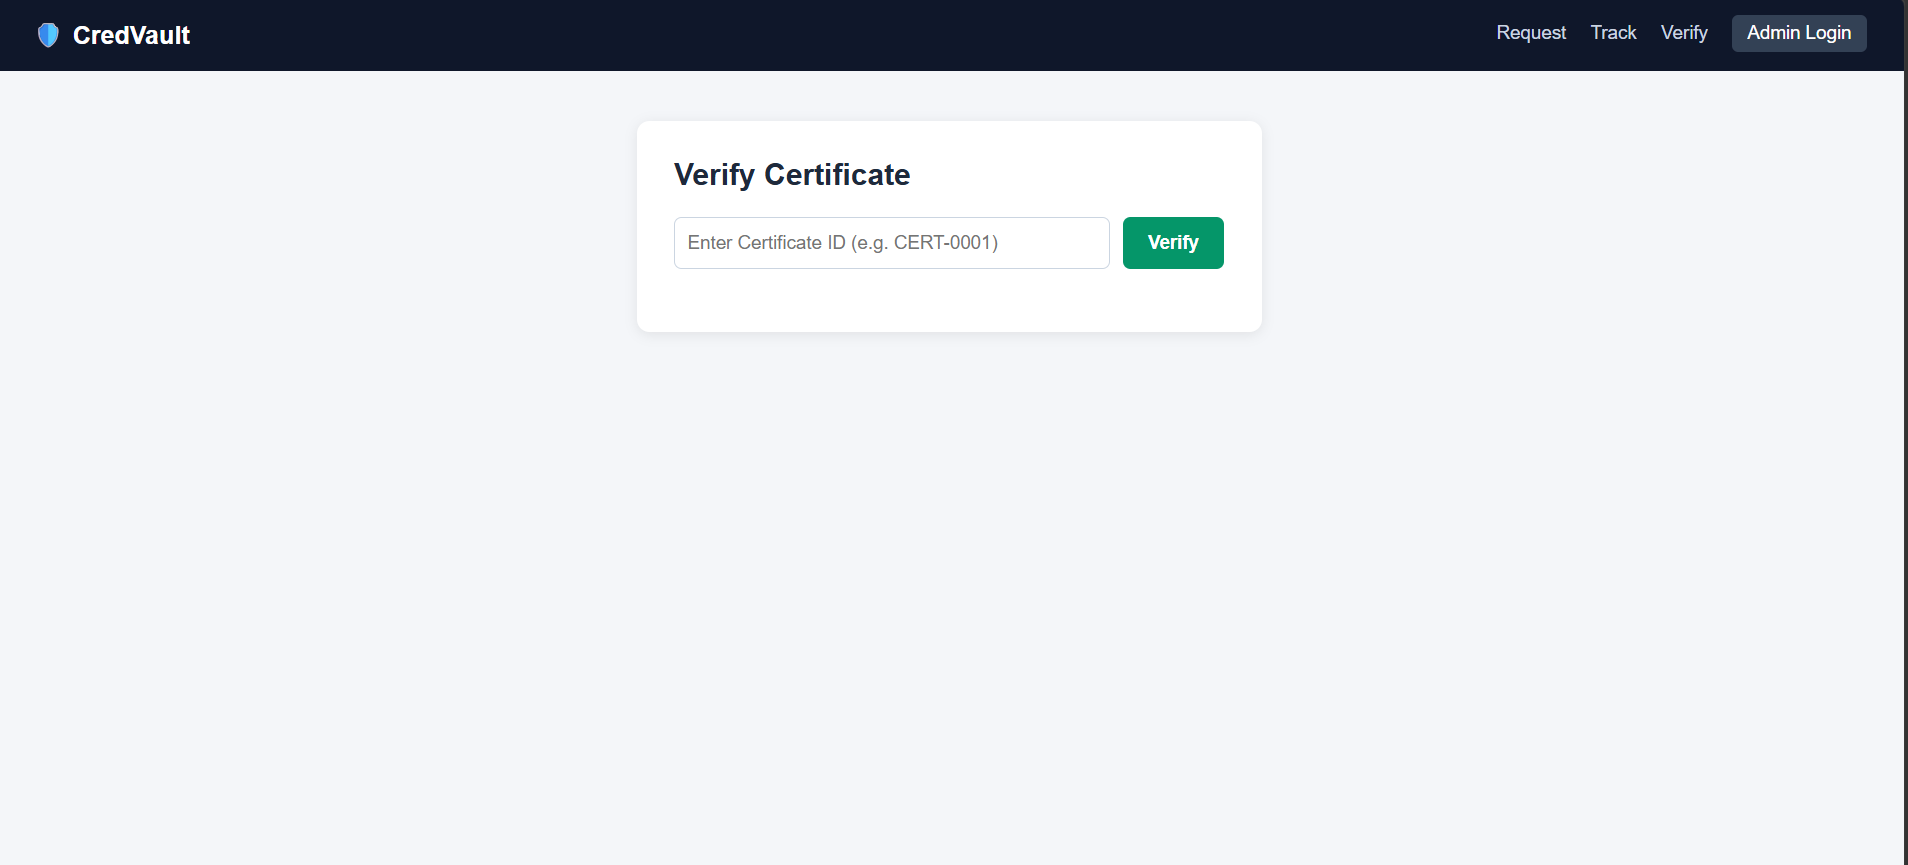 CredVault
Request Track Verify Admin Login
Verify Certificate
Enter Certificate ID (e.g. CERT-0001)
Verify